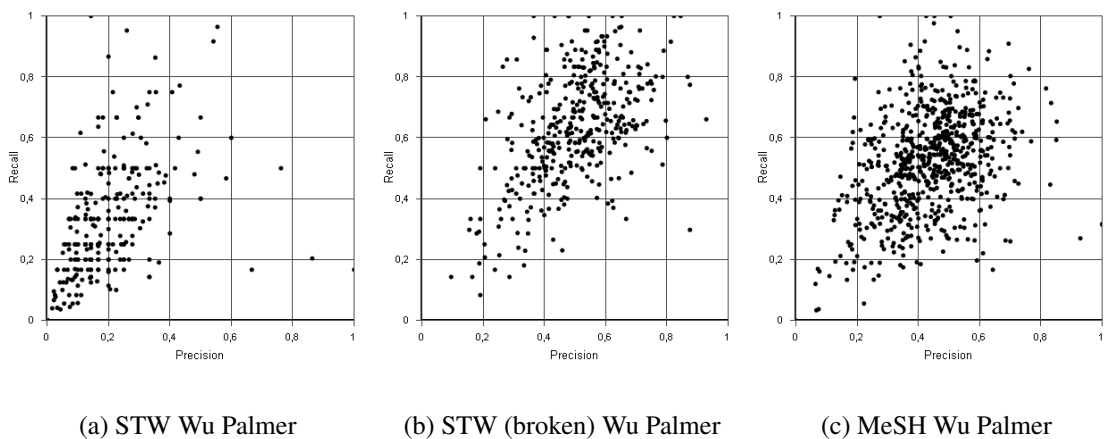 1
0,8
0,6
0,4
0,2
0
Recall
0 0,2 0,4 0,6 0,8 1
Precision
(a) STW Wu Palmer
1
0,8
0,6
0,4
0,2
0
Recall
0 0,2 0,4 0,6 0,8 1
Precision
(b) STW (broken) Wu Palmer
1
0,8
0,6
0,4
0,2
0
Recall
0 0,2 0,4 0,6 0,8 1
Precision
(c) MeSH Wu Palmer